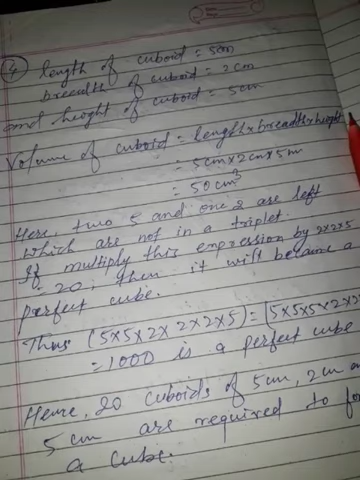 4 length of cuboid = 5cm
breadth of cuboid = 2cm
and height of cuboid = 5cm
Volume of cuboid = length×breadth×height
= 5cm×2cm×5cm
= 50cm³
Here, two 5 and one 2 are left
which are not in a triplet.
If multiply this expression by 2×2×5
= 20, then it will became a
perfect cube.
Thus (5×5×2×2×2×5) = (5×5×5×2×2
= 1000 is a perfect cube
Hence, 20 cuboids of 5cm, 2cm a
5 cm are required to fo
a cube.